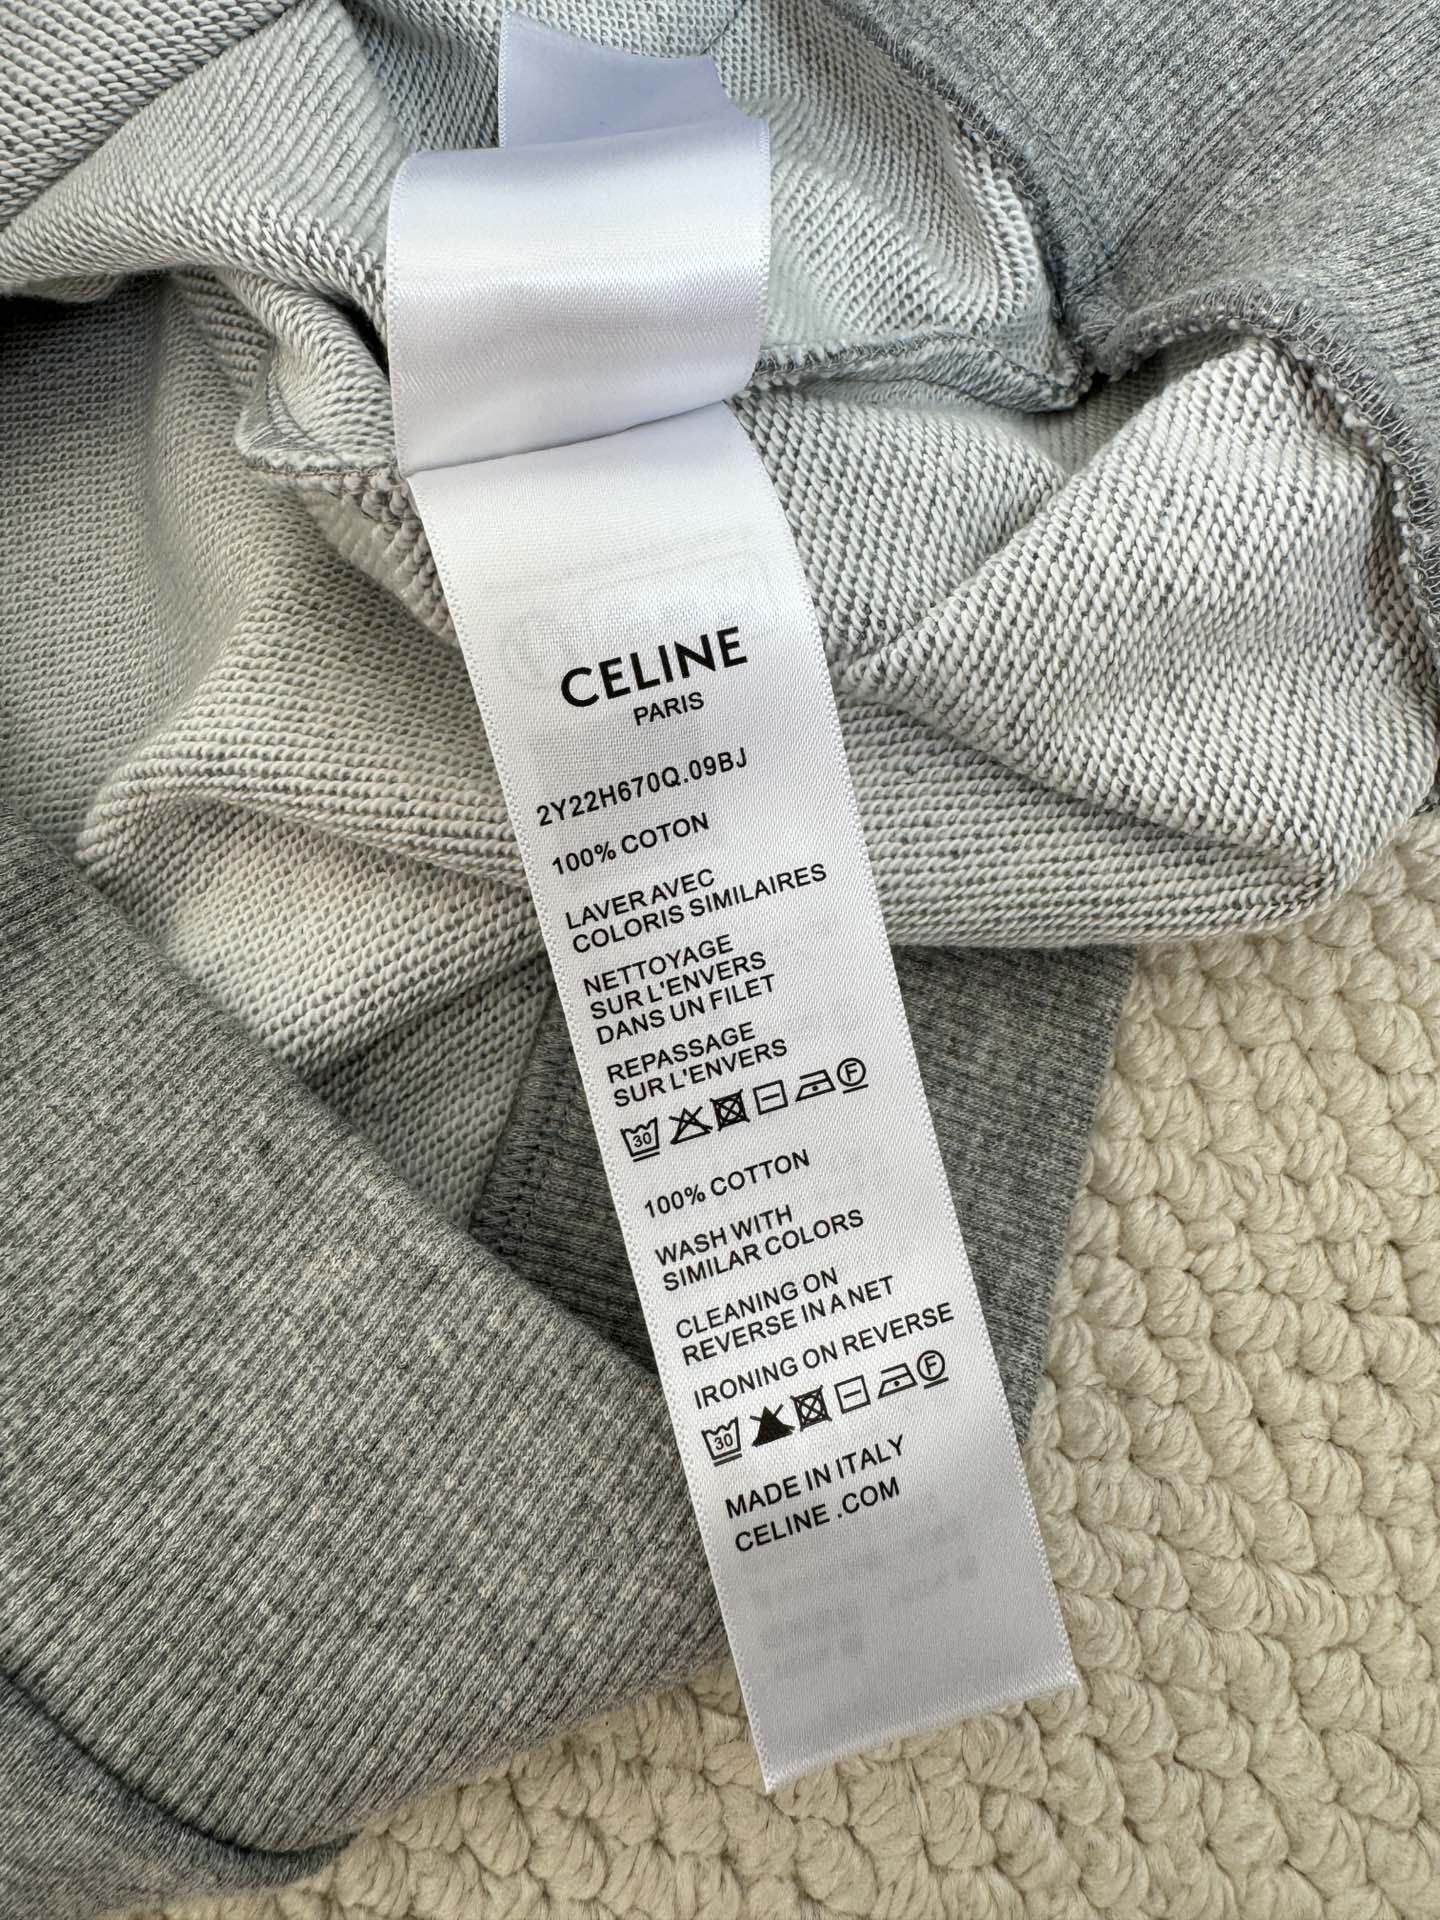 CELINE
PARIS
2Y22H670Q.09BJ
100% COTON
LAVER AVEC
COLORIS SIMILAIRES
NETTOYAGE
SUR L'ENVERS
DANS UN FILET
REPASSAGE
SUR L'ENVERS
30 F
100% COTTON
WASH WITH
SIMILAR COLORS
CLEANING ON
REVERSE IN A NET
IRONING ON REVERSE
30 F
MADE IN ITALY
CELINE .COM